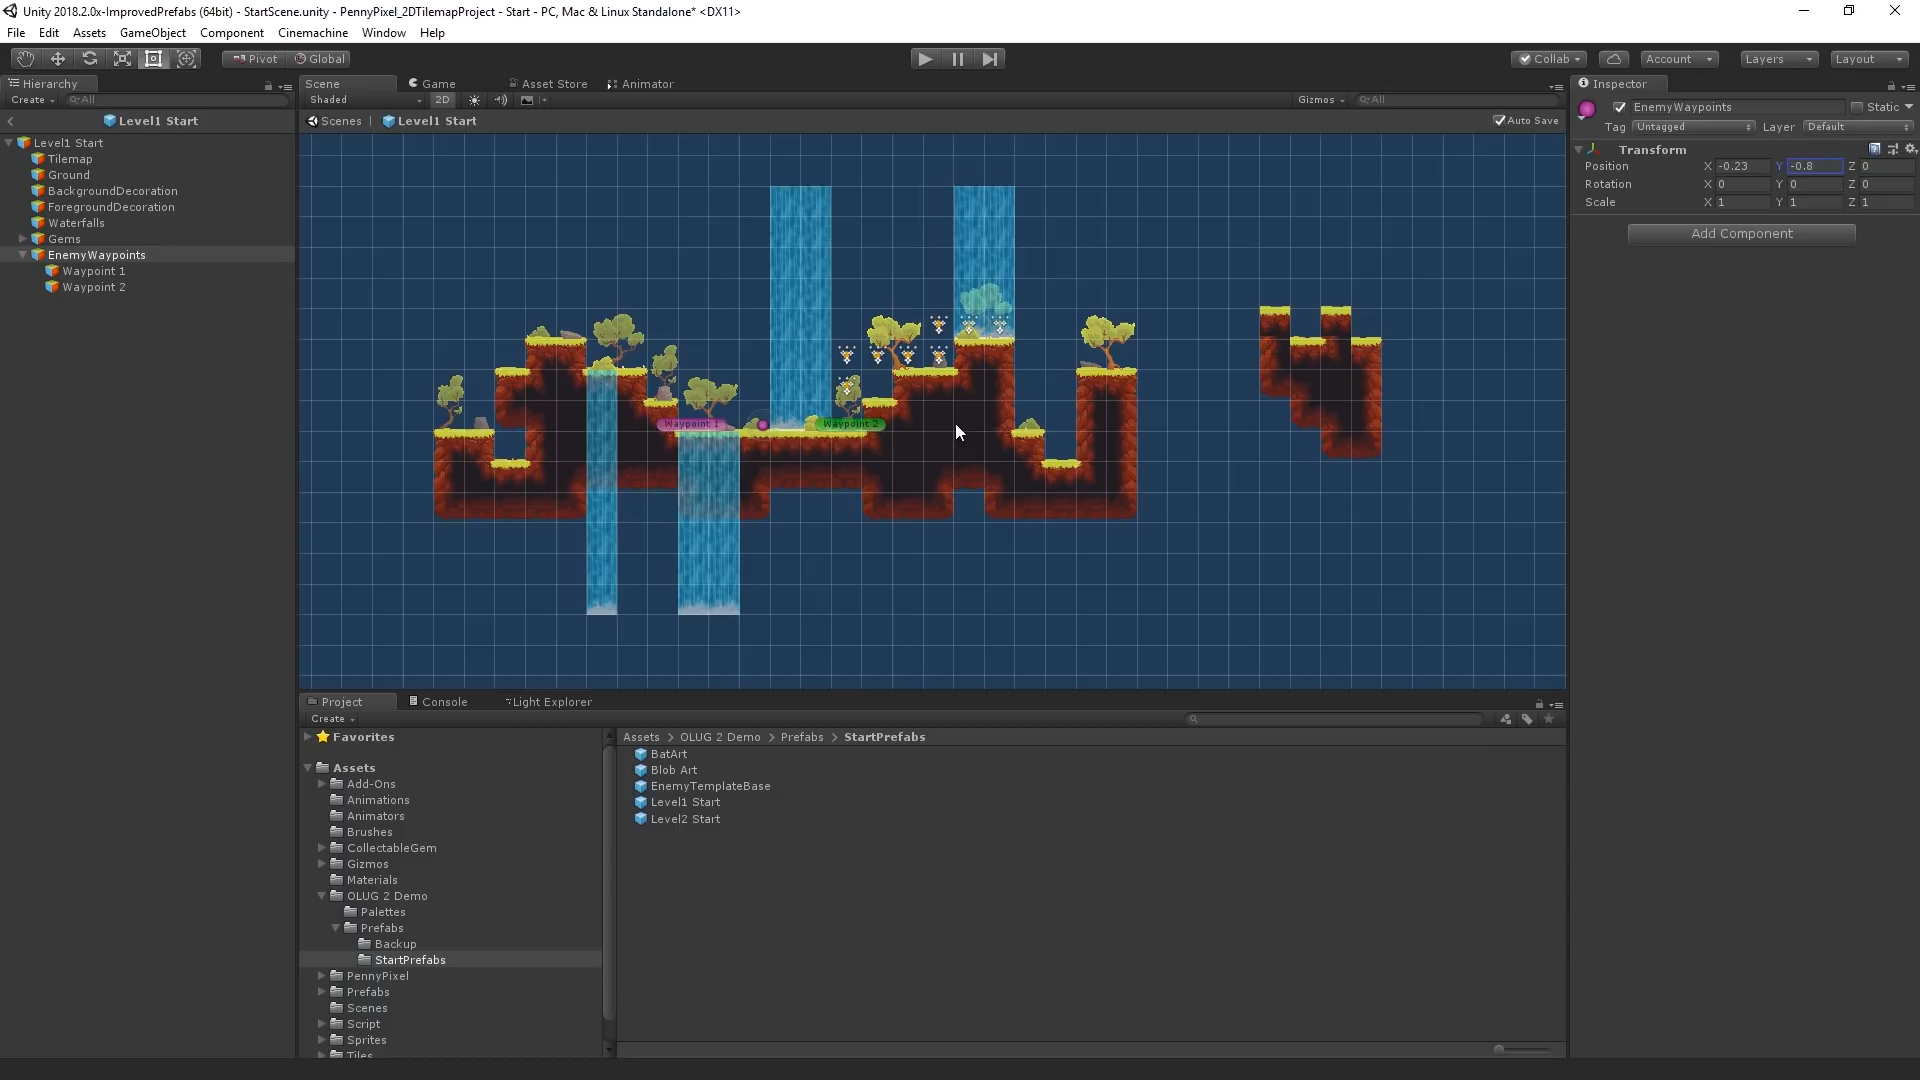 Unity 2018.2.0x-ImprovedPrefabs (64bit) - StartScene.unity - PennyPixel_2DTilemapProject - Start - PC, Mac & Linux Standalone* <DX11>
File Edit Assets GameObject Component Cinemachine Window Help
Pivot Global Collab Account Layers Layout
Hierarchy
Create All
Level1 Start
Level1 Start
Tilemap
Ground
BackgroundDecoration
ForegroundDecoration
Waterfalls
Gems
EnemyWaypoints
Waypoint 1
Waypoint 2
Scene Game Asset Store Animator
Shaded 2D Gizmos All
Scenes | Level1 Start Auto Save
Waypoint 1 Waypoint 2
Inspector
EnemyWaypoints Static
Tag Untagged Layer Default
Transform
Position X -0.23 Y -0.8 Z 0
Rotation X 0 Y 0 Z 0
Scale X 1 Y 1 Z 1
Add Component
Project Console Light Explorer
Create
Favorites
Assets
Add-Ons
Animations
Animators
Brushes
CollectableGem
Gizmos
Materials
OLUG 2 Demo
Palettes
Prefabs
Backup
StartPrefabs
PennyPixel
Prefabs
Scenes
Script
Sprites
Tiles
Assets > OLUG 2 Demo > Prefabs > StartPrefabs
BatArt
Blob Art
EnemyTemplateBase
Level1 Start
Level2 Start